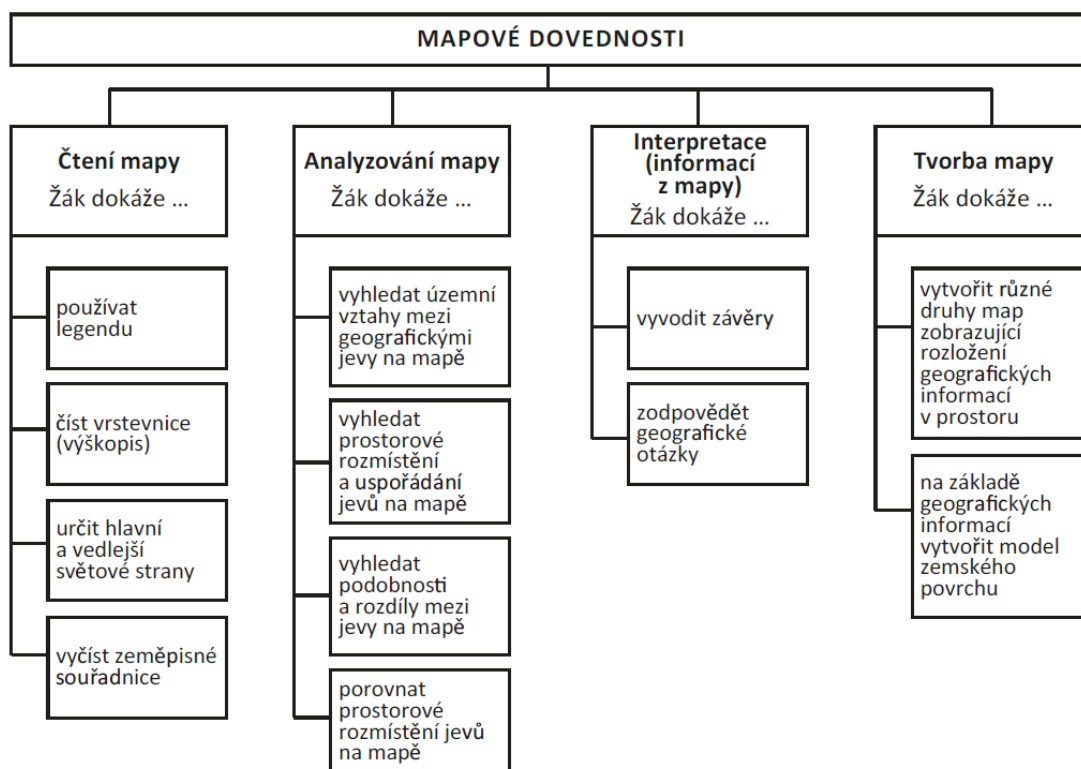 MAPOVÉ DOVEDNOSTI
Čtení mapy
Žák dokáže ...
používat
legendu
číst vrstevnice
(výškopis)
určit hlavní
a vedlejší
světové strany
vyčíst zeměpisné
souřadnice
Analyzování mapy
Žák dokáže ...
vyhledat územní
vztahy mezi
geografickými
jevy na mapě
vyhledat
prostorové
rozmístění
a uspořádání
jevů na mapě
vyhledat
podobnosti
a rozdíly mezi
jevy na mapě
porovnat
prostorové
rozmístění jevů
na mapě
Interpretace
(informací
z mapy)
Žák dokáže ...
vyvodit závěry
zodpovědět
geografické
otázky
Tvorba mapy
Žák dokáže ...
vytvořit různé
druhy map
zobrazující
rozložení
geografických
informací
v prostoru
na základě
geografických
informací
vytvořit model
zemského
povrchu